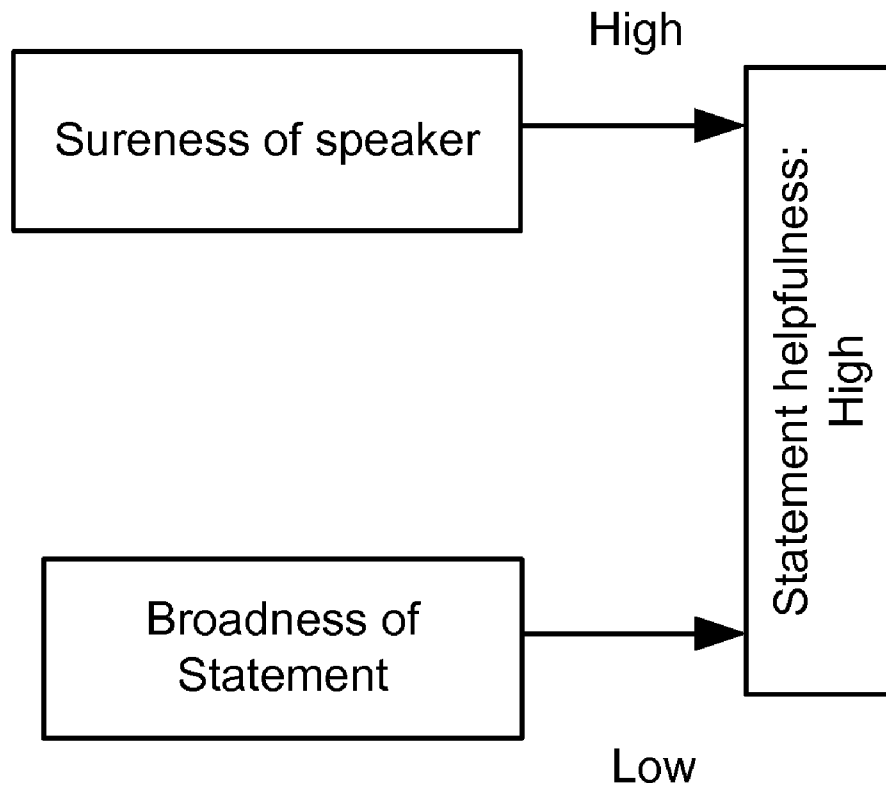 High
Sureness of speaker
Statement helpfulness:
High
Broadness of
Statement
Low